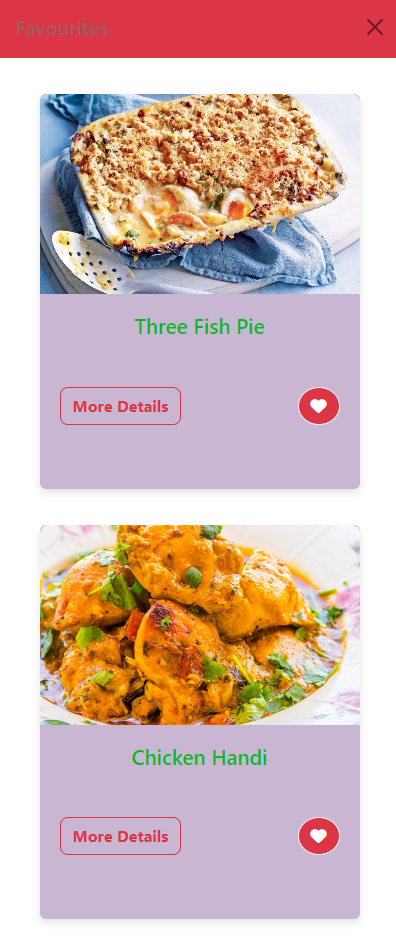 Favourites
Three Fish Pie
More Details
Chicken Handi
More Details